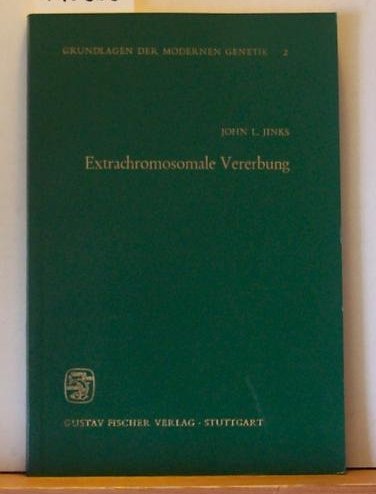 GRUNDLAGEN DER MODERNEN GENETIK 2
JOHN L. JINKS
Extrachromosomale Vererbung
GUSTAV FISCHER VERLAG · STUTTGART